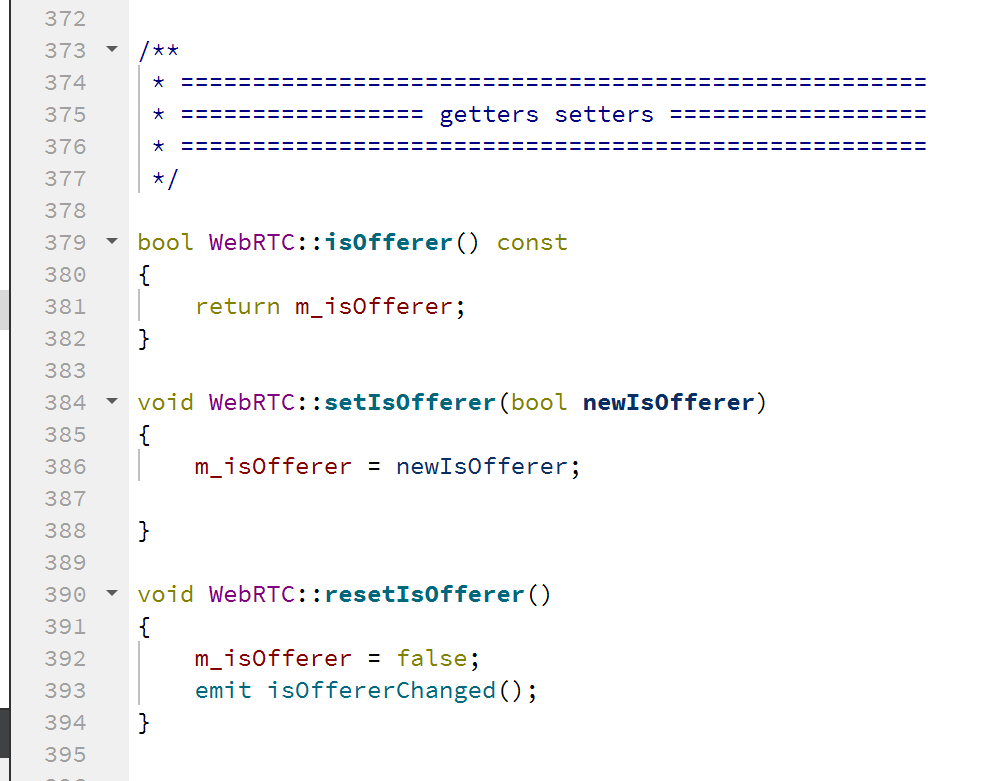 372
373 /**
374 * ====================================================
375 * ================= getters setters ==================
376 * ====================================================
377 */
378
379 bool WebRTC::isOfferer() const
380 {
381 return m_isOfferer;
382 }
383
384 void WebRTC::setIsOfferer(bool newIsOfferer)
385 {
386 m_isOfferer = newIsOfferer;
387
388 }
389
390 void WebRTC::resetIsOfferer()
391 {
392 m_isOfferer = false;
393 emit isOffererChanged();
394 }
395